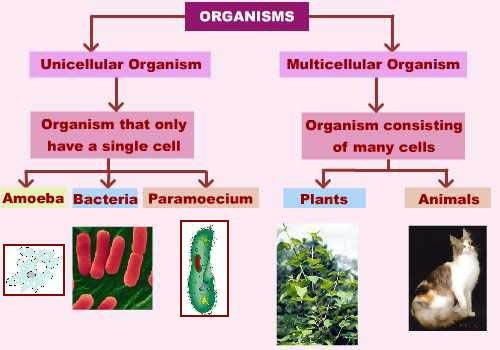 ORGANISMS
Unicellular Organism
Multicellular Organism
Organism that only
have a single cell
Organism consisting
of many cells
Amoeba
Bacteria
Paramoecium
Plants
Animals